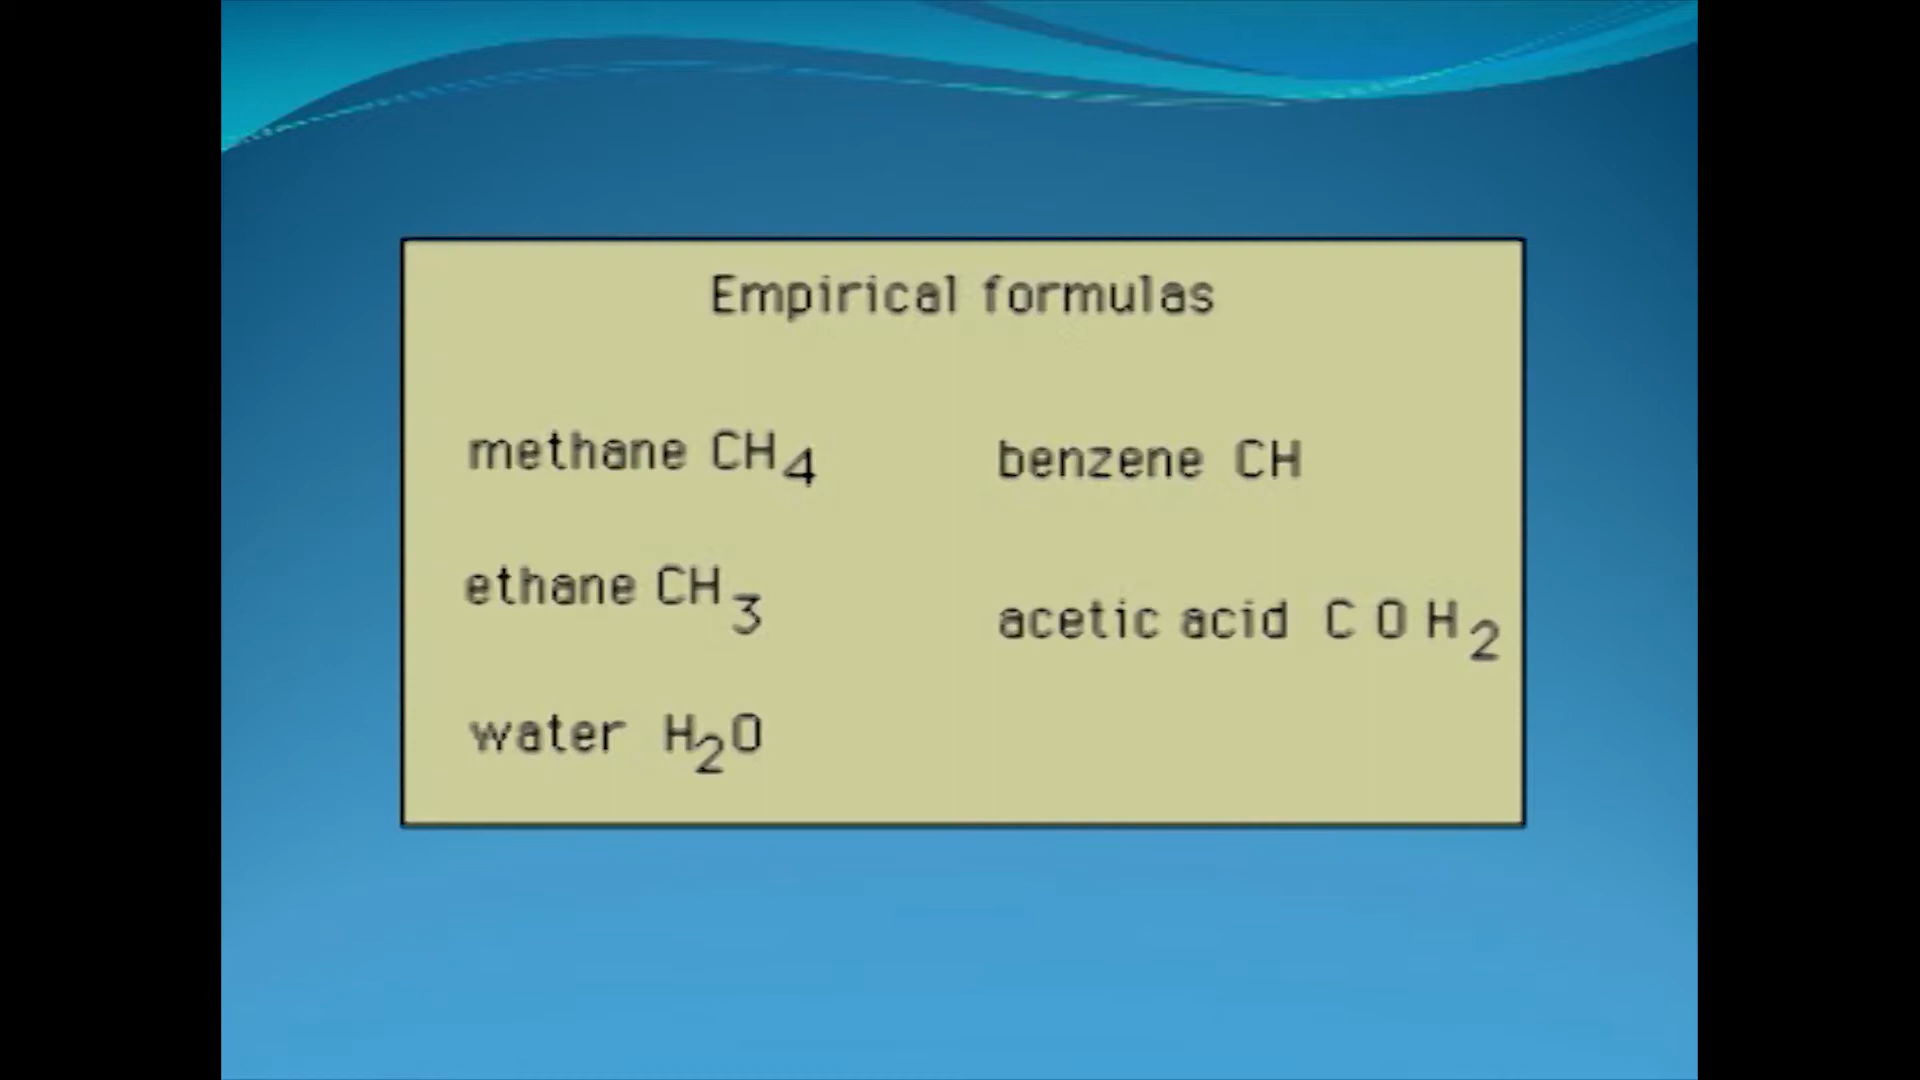 Empirical formulas
methane CH₄
ethane CH₃
water H₂O
benzene CH
acetic acid C O H₂